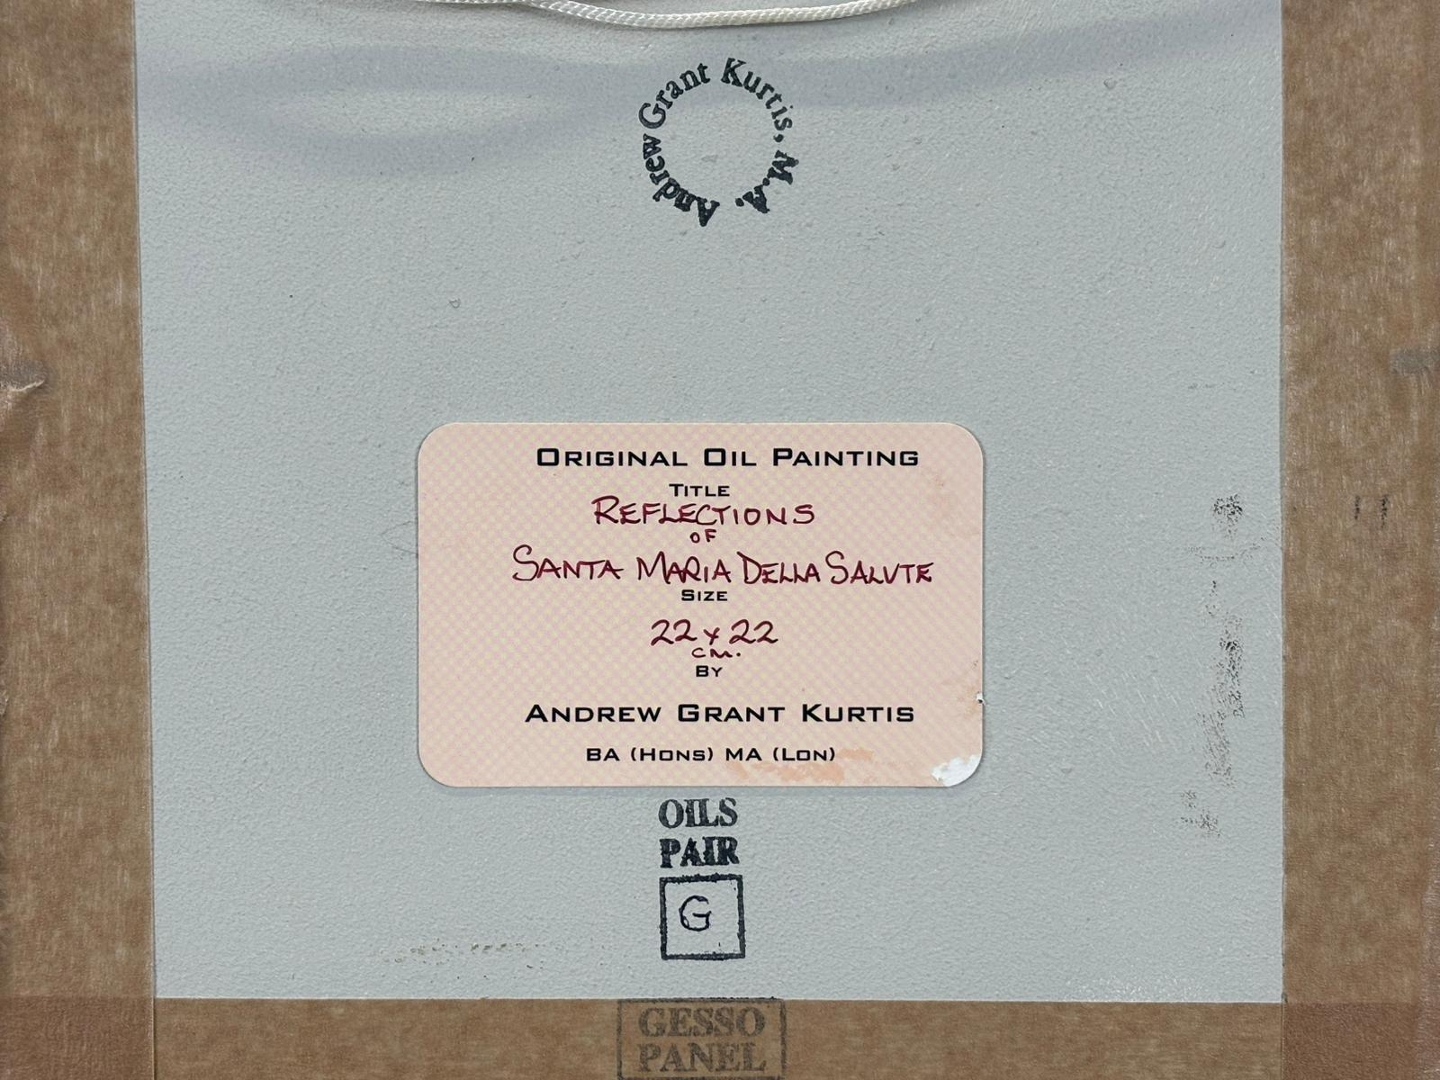 Andrew Grant Kurtis, M.A.
ORIGINAL OIL PAINTING
TITLE
REFLECTIONS
OF
SANTA MARIA DELLA SALUTE
SIZE
22 x 22
CM.
BY
ANDREW GRANT KURTIS
BA (HONS) MA (LON)
OILS
PAIR
G
GESSO
PANEL